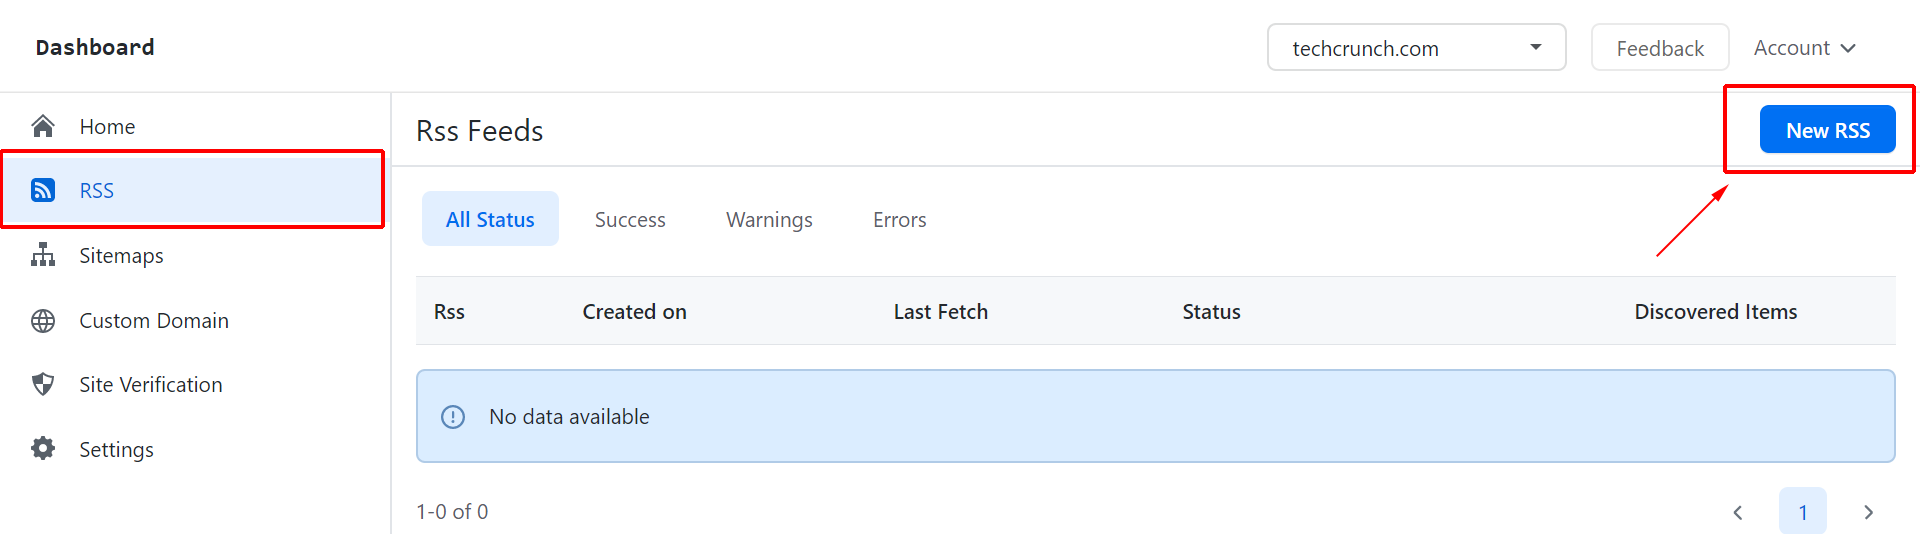 Dashboard
techcrunch.com
Feedback
Account
Home
RSS
Sitemaps
Custom Domain
Site Verification
Settings
Rss Feeds
New RSS
All Status Success Warnings Errors
Rss Created on Last Fetch Status Discovered Items
No data available
1-0 of 0
1